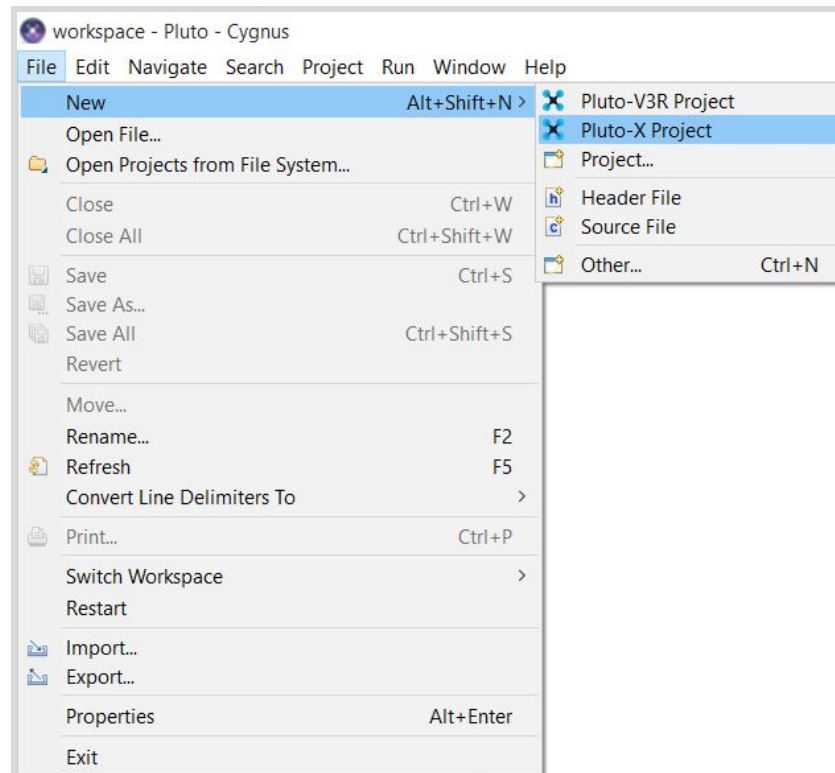 workspace - Pluto - Cygnus
File Edit Navigate Search Project Run Window Help
New Alt+Shift+N >
Open File...
Open Projects from File System...
Close Ctrl+W
Close All Ctrl+Shift+W
Save Ctrl+S
Save As...
Save All Ctrl+Shift+S
Revert
Move...
Rename... F2
Refresh F5
Convert Line Delimiters To >
Print... Ctrl+P
Switch Workspace >
Restart
Import...
Export...
Properties Alt+Enter
Exit
Pluto-V3R Project
Pluto-X Project
Project...
h Header File
c Source File
Other... Ctrl+N